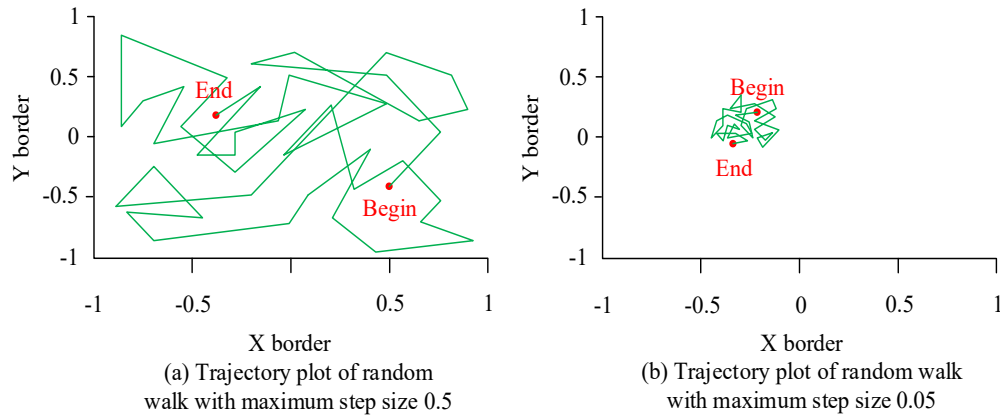 1
0.5
0
-0.5
-1
Y border
End
Begin
-1
-0.5
0.5
1
X border
(a) Trajectory plot of random
walk with maximum step size 0.5
1
0.5
0
-0.5
-1
Y border
Begin
End
-1
-0.5
0
0.5
1
X border
(b) Trajectory plot of random walk
with maximum step size 0.05